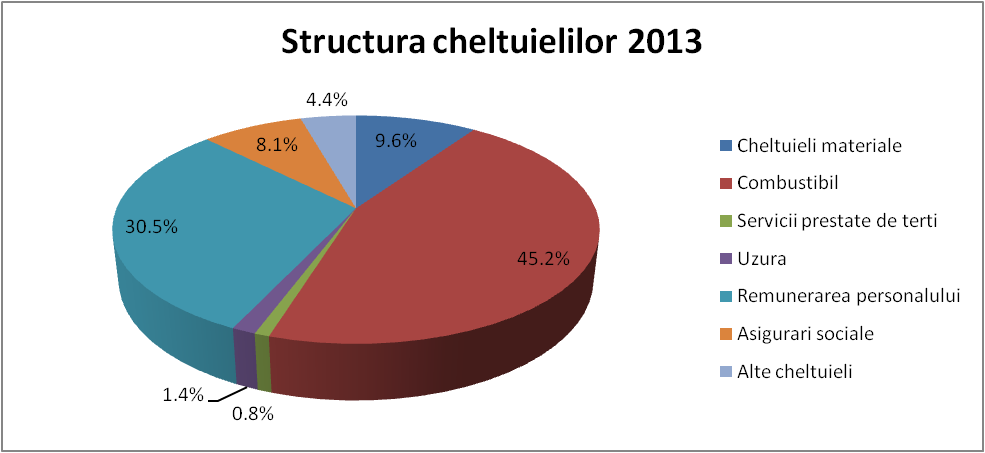 Structura cheltuielilor 2013
4.4%
9.6%
8.1%
30.5%
45.2%
1.4%
0.8%
Cheltuieli materiale
Combustibil
Servicii prestate de terti
Uzura
Remunerarea personalului
Asigurari sociale
Alte cheltuieli